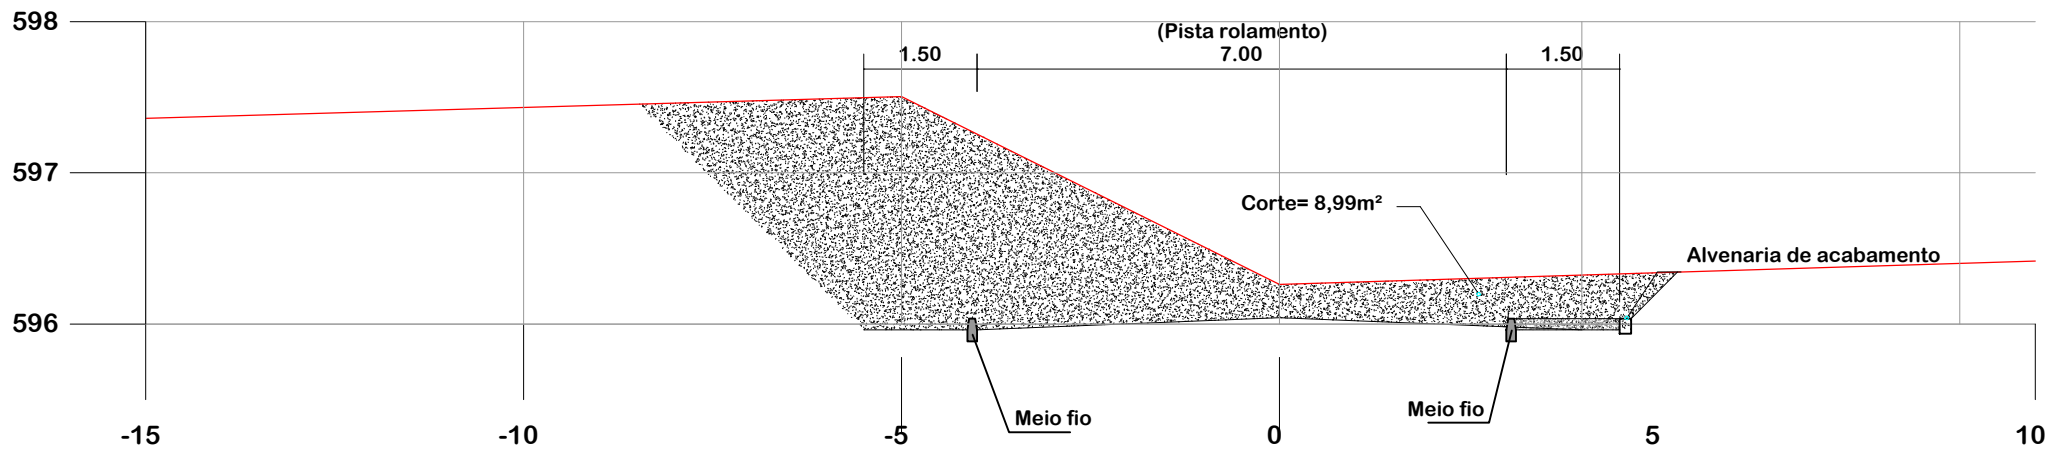 598
(Pista rolamento)
1.50
7.00
1.50
597
Corte= 8,99m²
Alvenaria de acabamento
596
Meio fio
Meio fio
-15
-10
-5
0
5
10